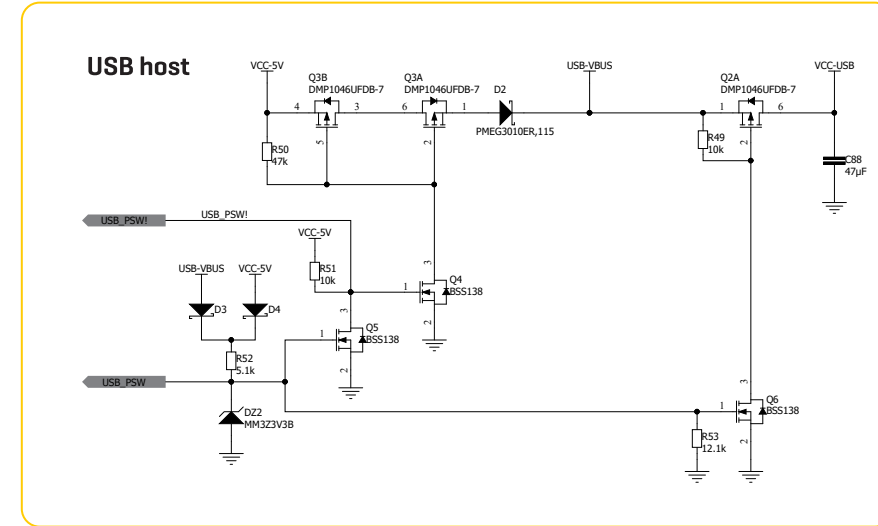 USB host
VCC-5V
Q3B
DMP1046UFDB-7
Q3A
DMP1046UFDB-7
D2
PMEG3010ER,115
USB-VBUS
Q2A
DMP1046UFDB-7
VCC-USB
4
3
6
1
1
6
5
2
2
R50
47k
R49
10k
C88
47µF
USB_PSW!
USB_PSW!
VCC-5V
R51
10k
USB-VBUS
VCC-5V
D3
D4
3
1
2
Q4
BSS138
3
1
2
Q5
BSS138
R52
5.1k
USB_PSW
DZ2
MM3Z3V3B
3
1
2
Q6
BSS138
R53
12.1k